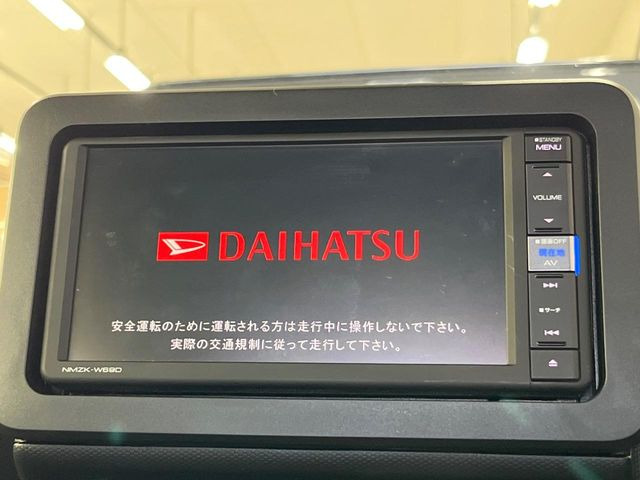 STANDBY
MENU
VOLUME
画面OFF
現在地
AV
DAIHATSU
サーチ
安全運転のために運転される方は走行中に操作しないで下さい。
実際の交通規制に従って走行して下さい。
NMZK-W69D